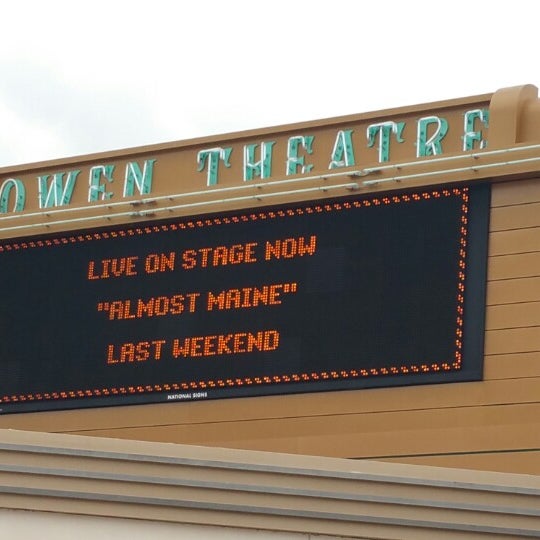 OWEN THEATRE
LIVE ON STAGE NOW
"ALMOST MAINE"
LAST WEEKEND
NATIONAL SIGNS